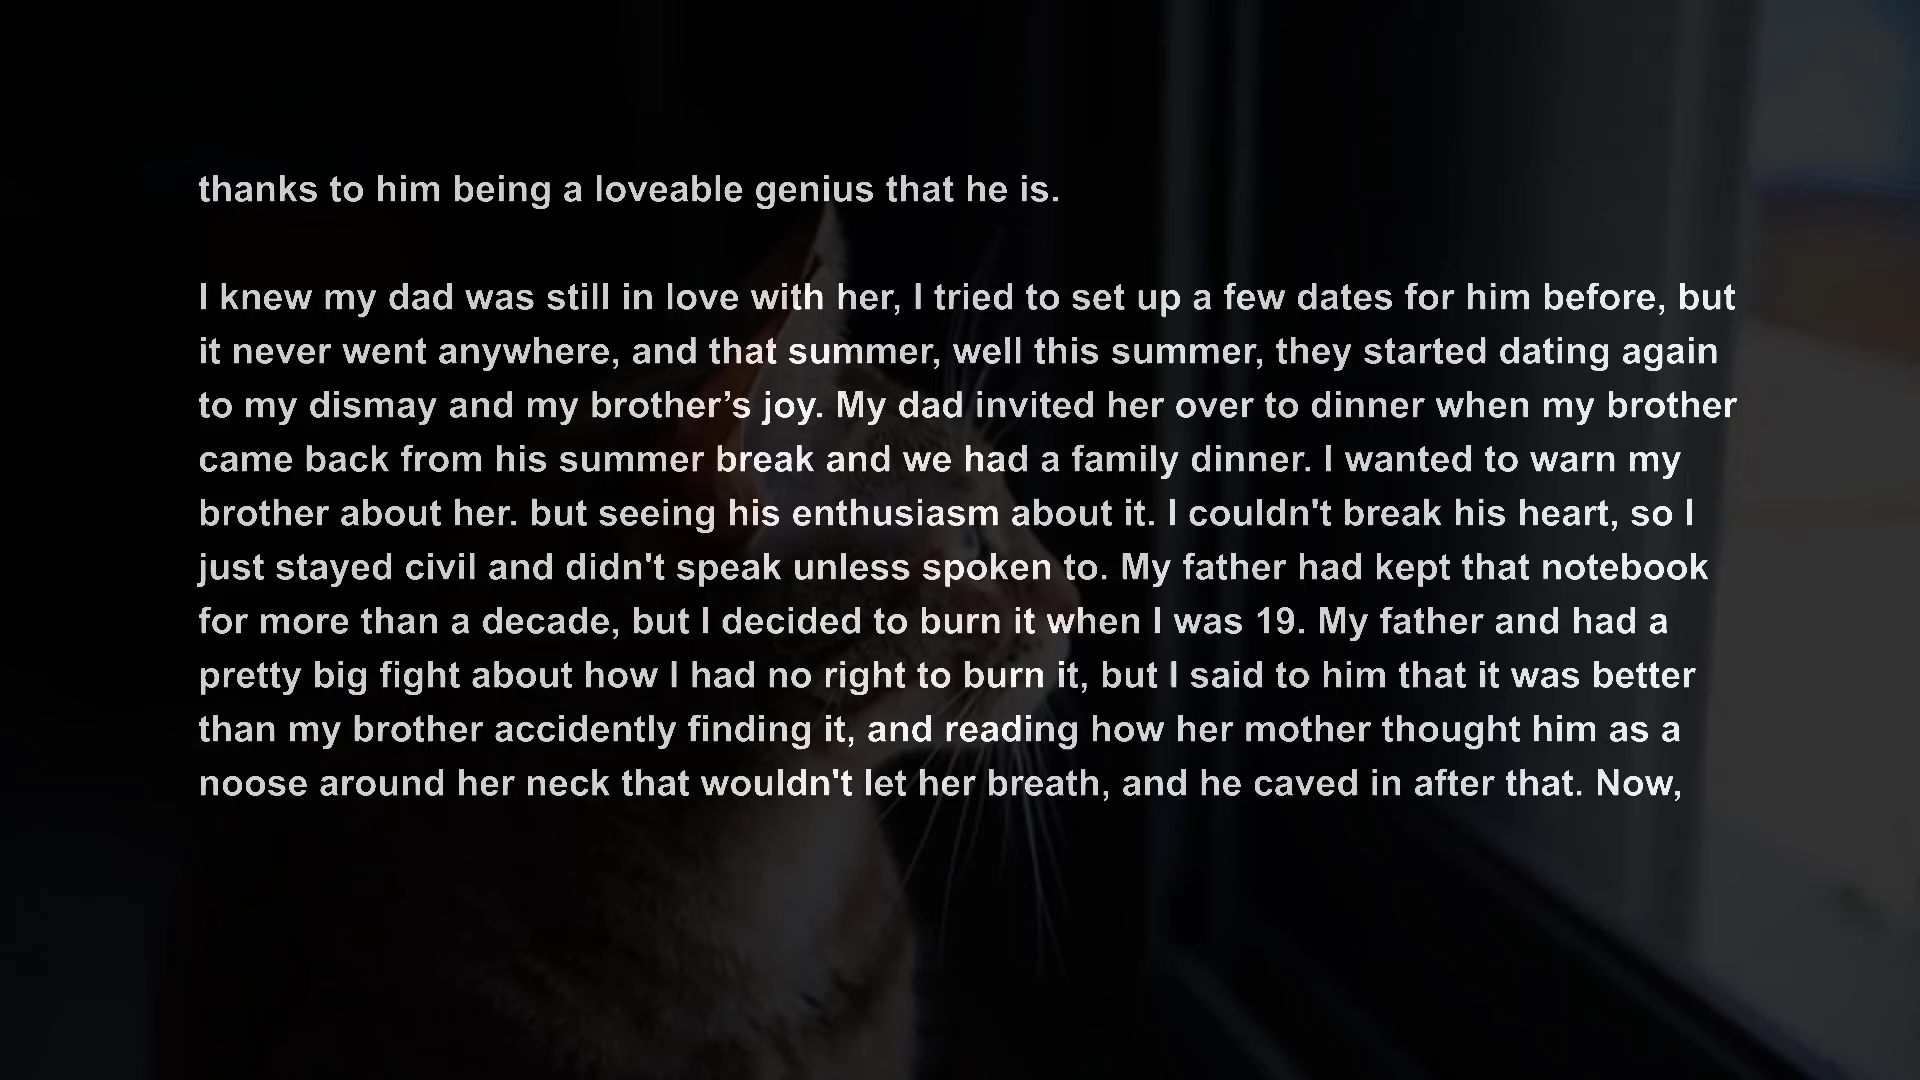 thanks to him being a loveable genius that he is.
I knew my dad was still in love with her, I tried to set up a few dates for him before, but
it never went anywhere, and that summer, well this summer, they started dating again
to my dismay and my brother’s joy. My dad invited her over to dinner when my brother
came back from his summer break and we had a family dinner. I wanted to warn my
brother about her. but seeing his enthusiasm about it. I couldn't break his heart, so I
just stayed civil and didn't speak unless spoken to. My father had kept that notebook
for more than a decade, but I decided to burn it when I was 19. My father and had a
pretty big fight about how I had no right to burn it, but I said to him that it was better
than my brother accidently finding it, and reading how her mother thought him as a
noose around her neck that wouldn't let her breath, and he caved in after that. Now,